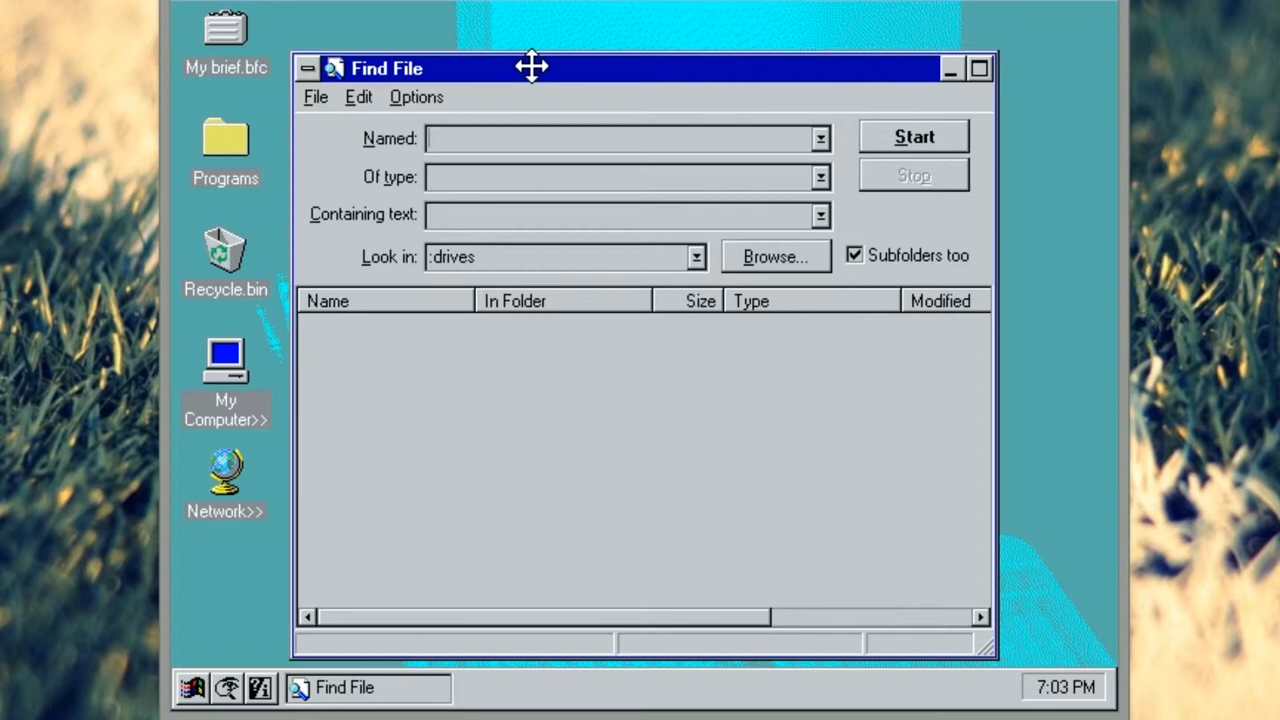 My brief.bfc
Programs
Recycle.bin
My
Computer>>
Network>>
Find File
File Edit Options
Named:
Start
Of type:
Stop
Containing text:
Look in: :drives Browse... Subfolders too
Name In Folder Size Type Modified
Find File
7:03 PM